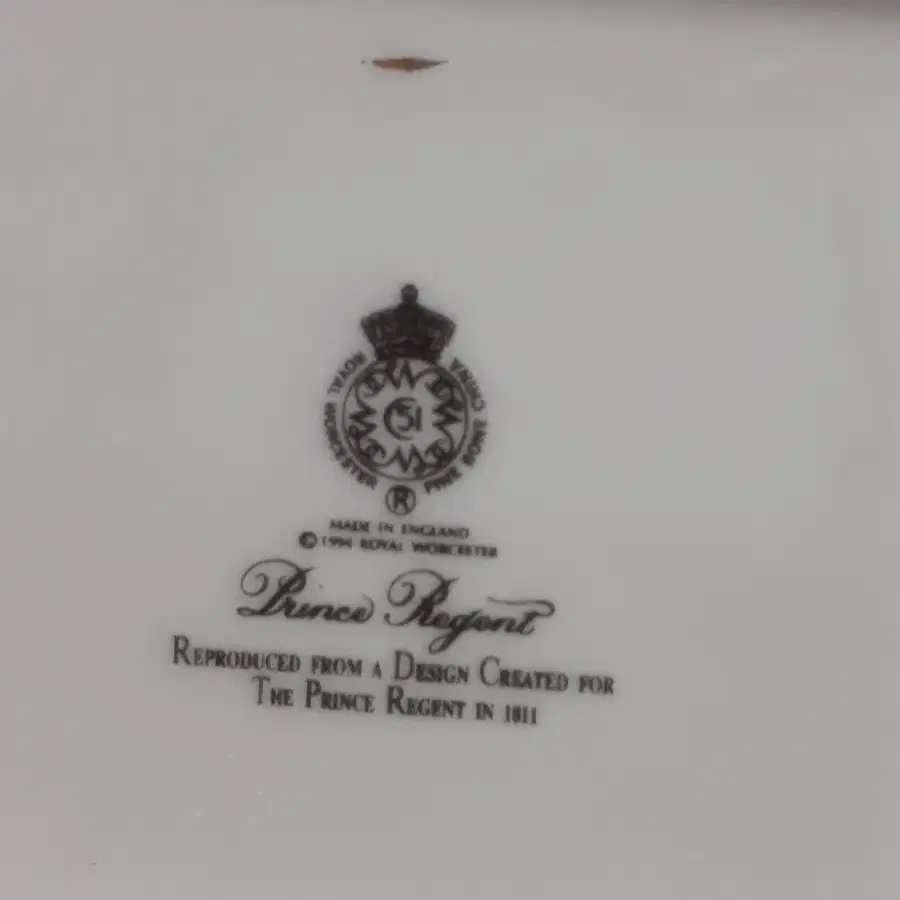 ROYAL WORCESTER
FINE BONE CHINA
51
®
MADE IN ENGLAND
© 1994 ROYAL WORCESTER
Prince Regent
REPRODUCED FROM A DESIGN CREATED FOR
THE PRINCE REGENT IN 1811